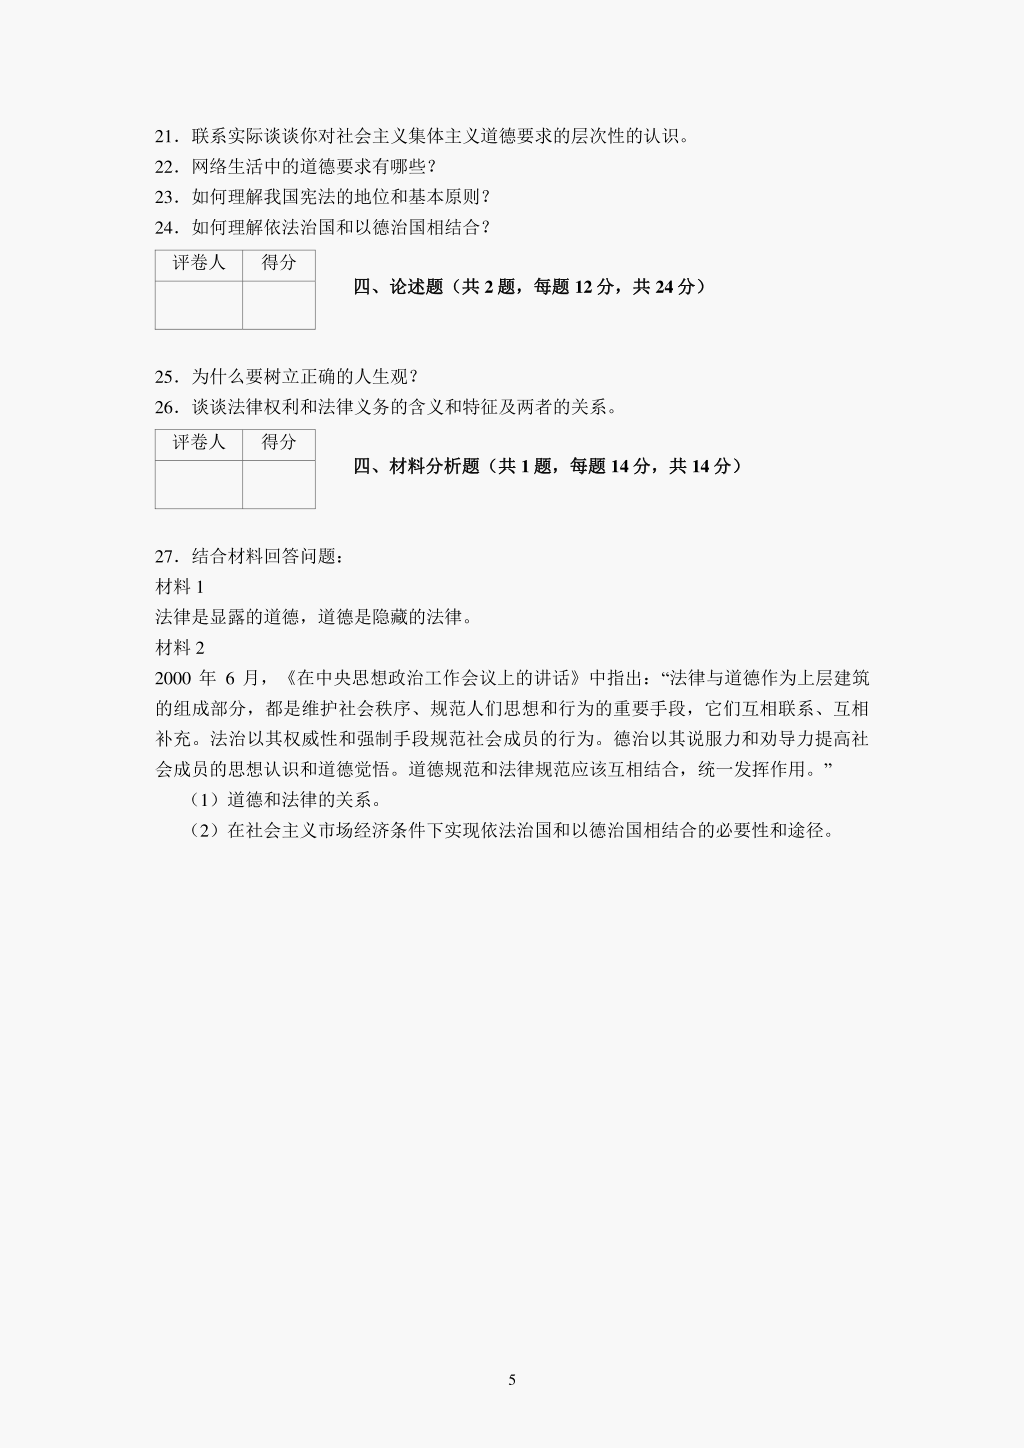 21．联系实际谈谈你对社会主义集体主义道德要求的层次性的认识。
22．网络生活中的道德要求有哪些？
23．如何理解我国宪法的地位和基本原则？
24．如何理解依法治国和以德治国相结合？
评卷人 得分
四、论述题（共 2 题，每题 12 分，共 24 分）
25．为什么要树立正确的人生观？
26．谈谈法律权利和法律义务的含义和特征及两者的关系。
评卷人 得分
四、材料分析题（共 1 题，每题 14 分，共 14 分）
27．结合材料回答问题：
材料 1
法律是显露的道德，道德是隐藏的法律。
材料 2
2000 年 6 月，《在中央思想政治工作会议上的讲话》中指出：“法律与道德作为上层建筑
的组成部分，都是维护社会秩序、规范人们思想和行为的重要手段，它们互相联系、互相
补充。法治以其权威性和强制手段规范社会成员的行为。德治以其说服力和劝导力提高社
会成员的思想认识和道德觉悟。道德规范和法律规范应该互相结合，统一发挥作用。”
（1）道德和法律的关系。
（2）在社会主义市场经济条件下实现依法治国和以德治国相结合的必要性和途径。
5